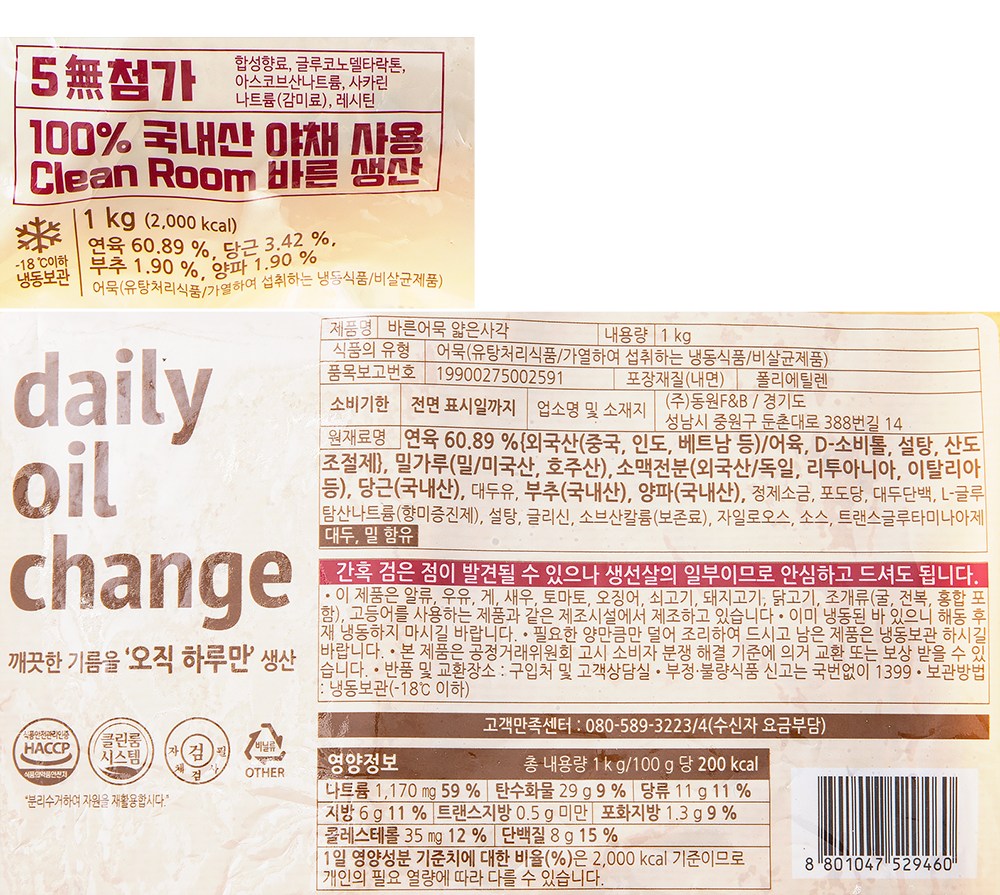 5無첨가
합성향료, 글루코노델타락톤,
아스코브산나트륨, 사카린
나트륨(감미료), 레시틴
100% 국내산 야채 사용
Clean Room 바른 생산
-18℃이하
냉동보관
1 kg (2,000 kcal)
연육 60.89 %, 당근 3.42 %,
부추 1.90 %, 양파 1.90 %
어묵(유탕처리식품/가열하여 섭취하는 냉동식품/비살균제품)
daily
oil
change
깨끗한 기름을 '오직 하루만' 생산
식품안전관리인증
HACCP
식품의약품안전처
클린룸
시스템
자 검 필
체 검 사
비닐류
OTHER
"분리수거하여 자원을 재활용합시다."
제품명 바른어묵 얇은사각 내용량 1 kg
식품의 유형 어묵(유탕처리식품/가열하여 섭취하는 냉동식품/비살균제품)
품목보고번호 19900275002591 포장재질(내면) 폴리에틸렌
소비기한 전면 표시일까지 업소명 및 소재지 (주)동원F&B / 경기도
성남시 중원구 둔촌대로 388번길 14
원재료명 연육 60.89 %{외국산(중국, 인도, 베트남 등)/어육, D-소비톨, 설탕, 산도
조절제}, 밀가루(밀/미국산, 호주산), 소맥전분(외국산/독일, 리투아니아, 이탈리아
등), 당근(국내산), 대두유, 부추(국내산), 양파(국내산), 정제소금, 포도당, 대두단백, L-글루
탐산나트륨(향미증진제), 설탕, 글리신, 소브산칼륨(보존료), 자일로오스, 소스, 트랜스글루타미나아제
대두, 밀 함유
간혹 검은 점이 발견될 수 있으나 생선살의 일부이므로 안심하고 드셔도 됩니다.
• 이 제품은 알류, 우유, 게, 새우, 토마토, 오징어, 쇠고기, 돼지고기, 닭고기, 조개류(굴, 전복, 홍합 포
함), 고등어를 사용하는 제품과 같은 제조시설에서 제조하고 있습니다 • 이미 냉동된 바 있으니 해동 후
재 냉동하지 마시길 바랍니다. • 필요한 양만큼만 덜어 조리하여 드시고 남은 제품은 냉동보관 하시길
바랍니다. • 본 제품은 공정거래위원회 고시 소비자 분쟁 해결 기준에 의거 교환 또는 보상 받을 수 있
습니다. • 반품 및 교환장소 : 구입처 및 고객상담실 • 부정·불량식품 신고는 국번없이 1399 • 보관방법
: 냉동보관(-18℃ 이하)
고객만족센터 : 080-589-3223/4(수신자 요금부담)
영양정보 총 내용량 1 kg/100 g 당 200 kcal
나트륨 1,170 mg 59 % 탄수화물 29 g 9 % 당류 11 g 11 %
지방 6 g 11 % 트랜스지방 0.5 g 미만 포화지방 1.3 g 9 %
콜레스테롤 35 mg 12 % 단백질 8 g 15 %
1일 영양성분 기준치에 대한 비율(%)은 2,000 kcal 기준이므로
개인의 필요 열량에 따라 다를 수 있습니다.
8 801047 529460